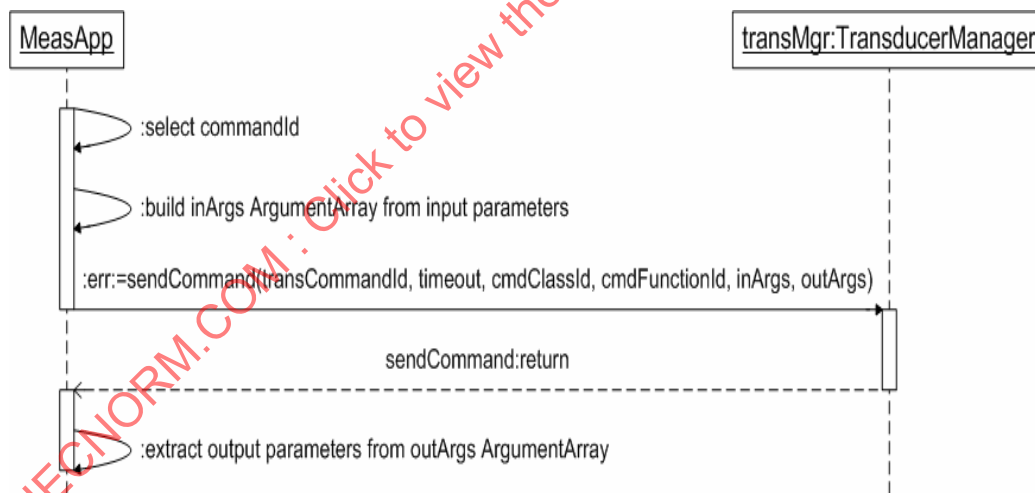 MeasApp
transMgr:TransducerManager
:select commandId
:build inArgs ArgumentArray from input parameters
:err:=sendCommand(transCommandId, timeout, cmdClassId, cmdFunctionId, inArgs, outArgs)
sendCommand:return
:extract output parameters from outArgs ArgumentArray
ECNORM.COM : Click to view the